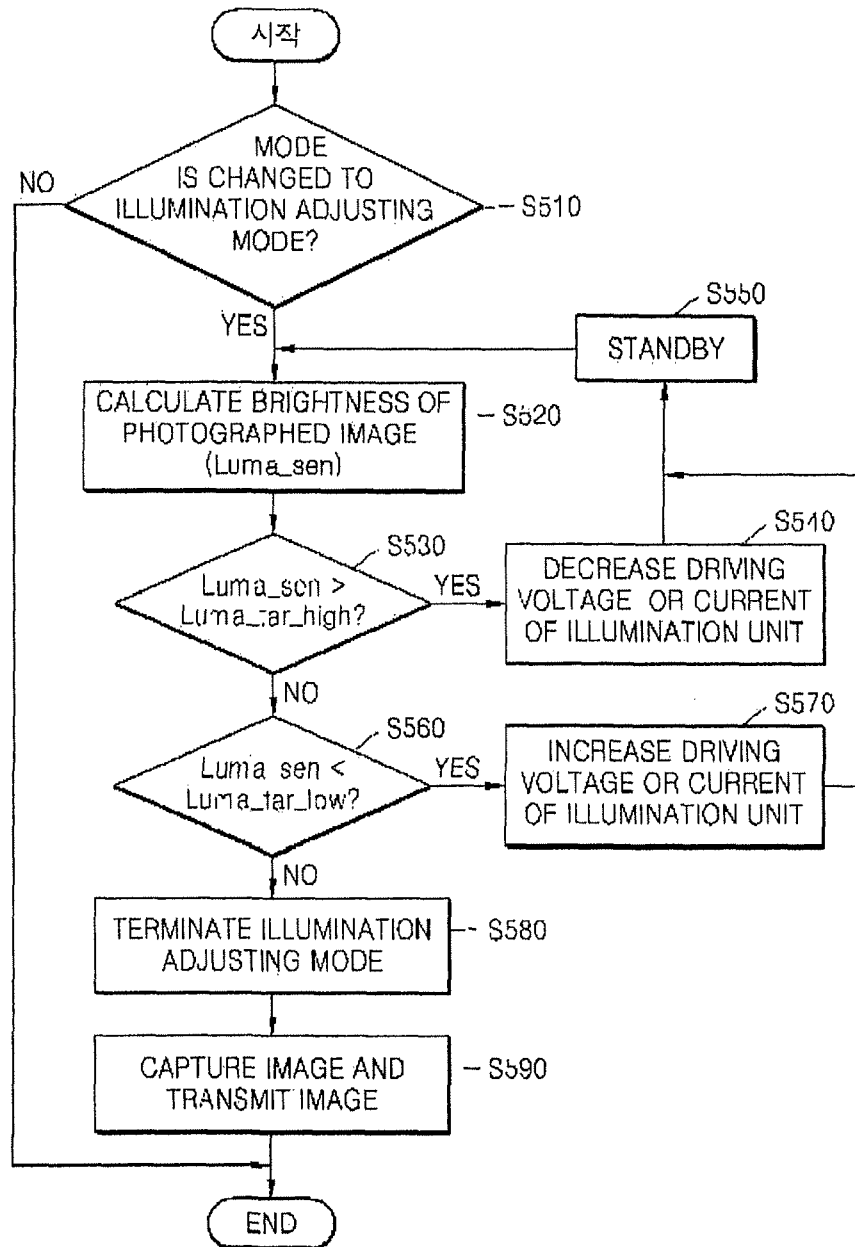 시작
MODE
IS CHANGED TO
ILLUMINATION ADJUSTING
MODE?
NO
S510
YES
S550
STANDBY
CALCULATE BRIGHTNESS OF
PHOTOGRAPHED IMAGE
(Luma_sen)
S520
S530
Luma_sen >
Luma_tar_high?
YES
S540
DECREASE DRIVING
VOLTAGE OR CURRENT
OF ILLUMINATION UNIT
NO
S560
Luma_sen <
Luma_tar_low?
YES
S570
INCREASE DRIVING
VOLTAGE OR CURRENT
OF ILLUMINATION UNIT
NO
TERMINATE ILLUMINATION
ADJUSTING MODE
S580
CAPTURE IMAGE AND
TRANSMIT IMAGE
S590
END